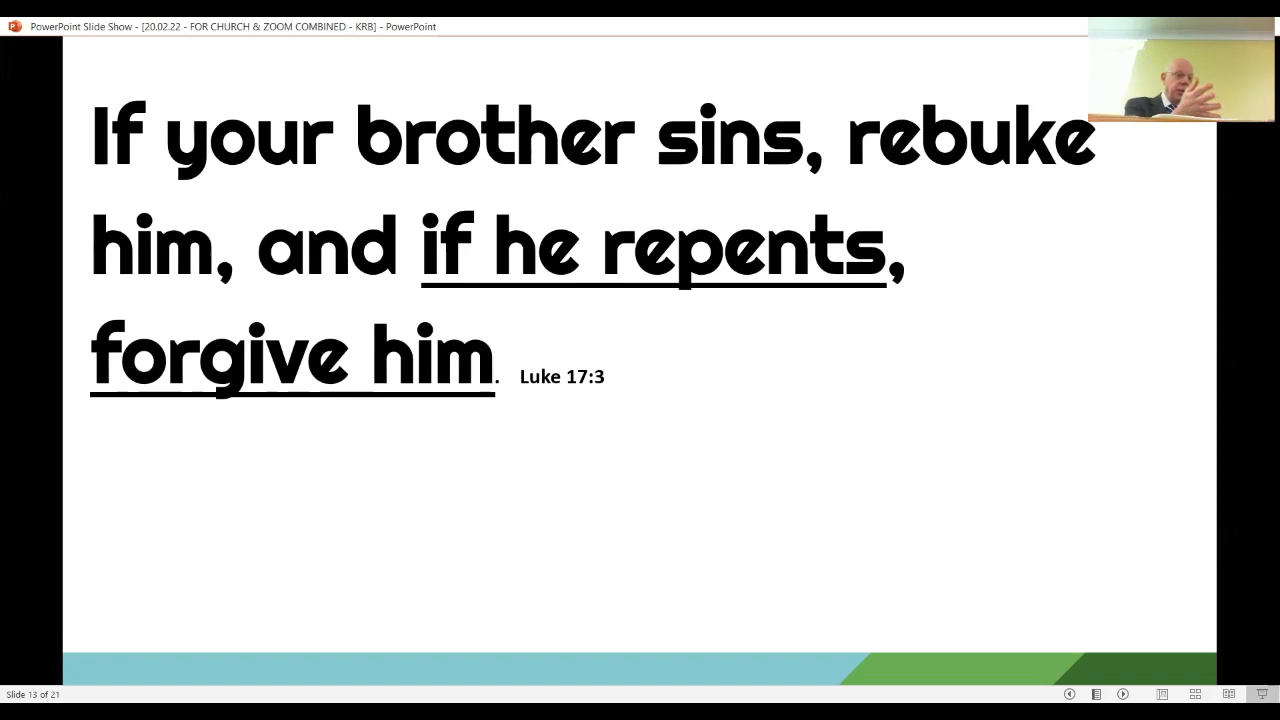 PowerPoint Slide Show - [20.02.22 - FOR CHURCH & ZOOM COMBINED - KRB] - PowerPoint
If your brother sins, rebuke
him, and if he repents,
forgive him. Luke 17:3
Slide 13 of 21